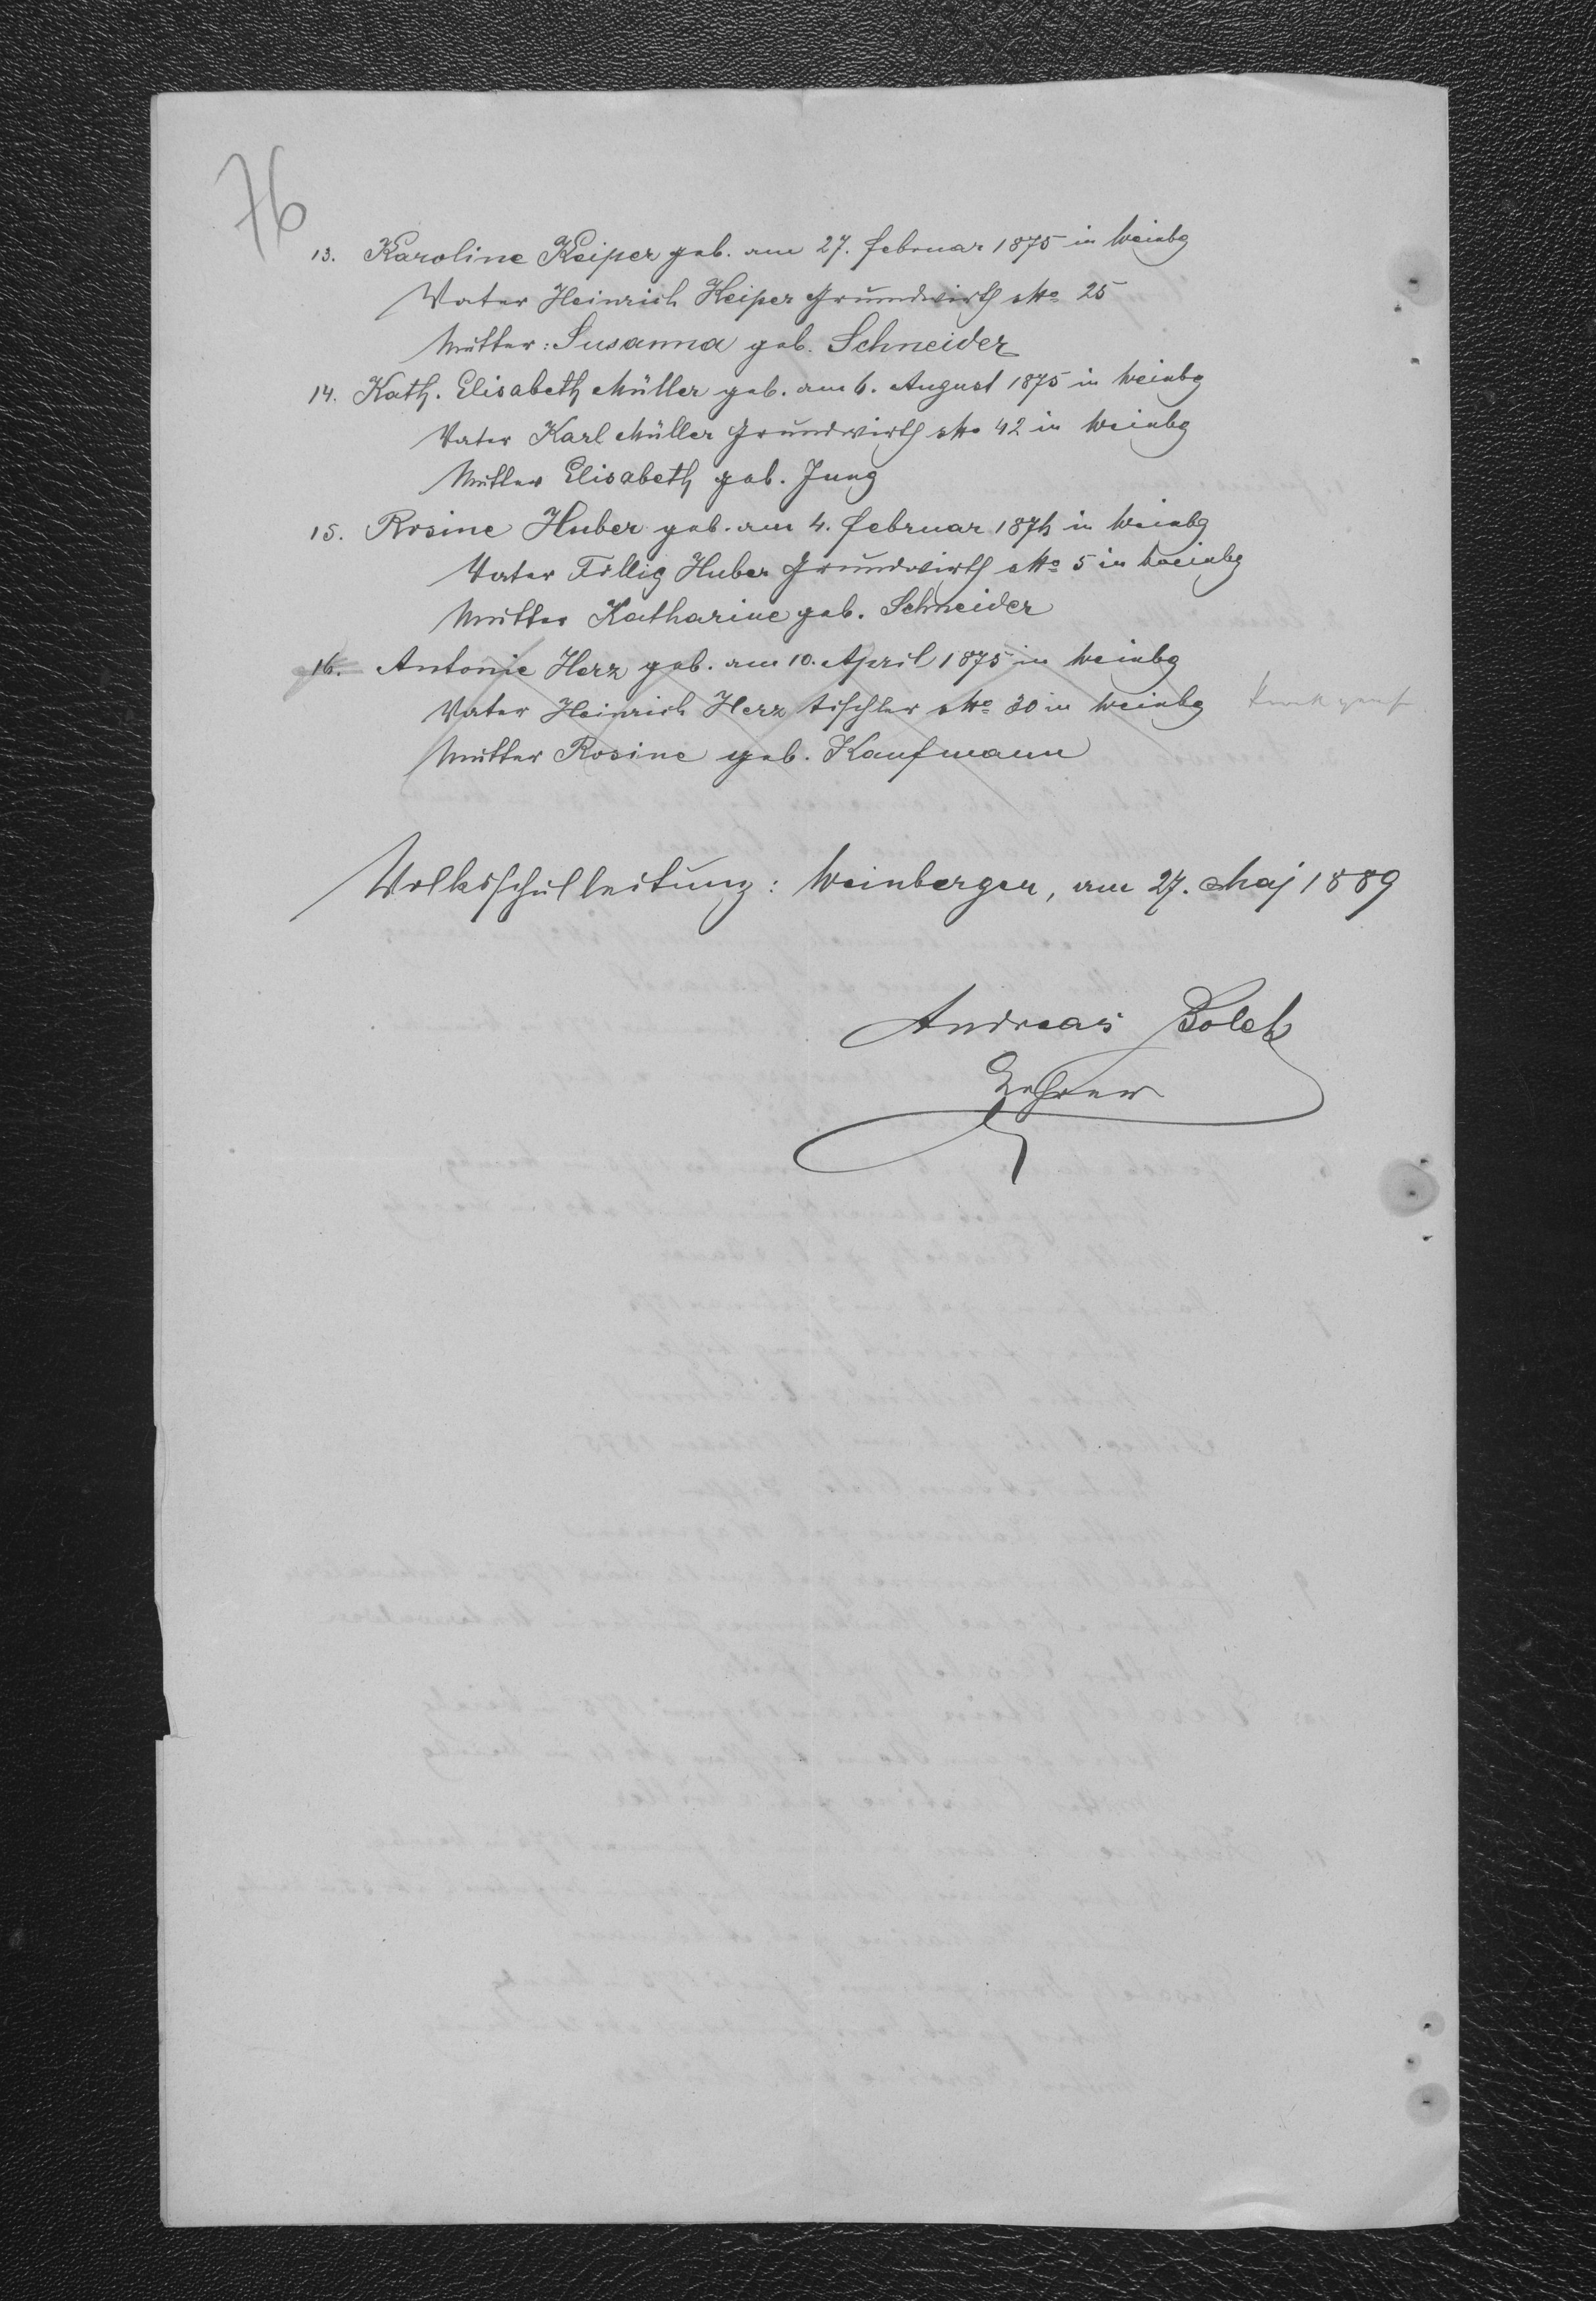 76
13. Karoline Keiper geb. am 27. Februar 1875 in Weinbg
Vater Heinrich Keiper Grundwirth No 25
Mutter: Susanna geb. Schneider
14. Kath. Elisabeth Müller geb. am 6. August 1875 in Weinbg
Vater Karl Müller Grundwirth No 42 in Weinbg
Mutter Elisabeth geb. Jung
15. Rosine Huber geb. am 4. Februar 1874 in Weinbg
Vater Fillig Huber Grundwirth No 5 in Weinbg
Mutter Katharine geb. Schneider
16. Antonie Herz geb. am 10. April 1875 in Weinbg
Vater Heinrich Herz Tischler No 30 in Weinbg
Mutter Rosine geb. Kaufmann
Volksschulleitung: Weinbergen, am 27. Maj 1889
Andreas
Lehrer